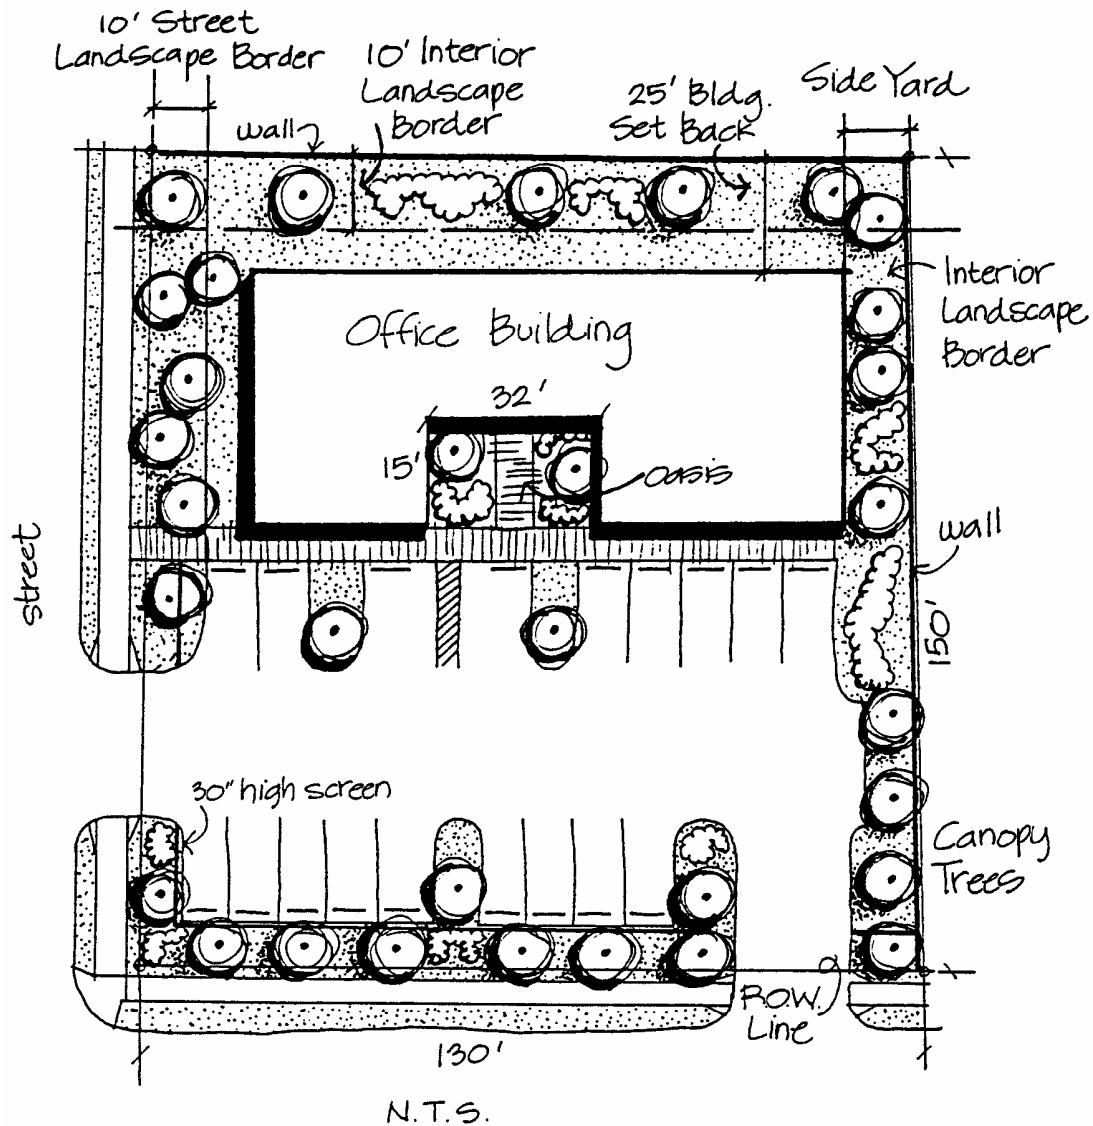 10' Street
Landscape Border
10' Interior
Landscape
Border
25' Bldg.
Set Back
Side Yard
wall
Interior
Landscape
Border
Office Building
32'
15'
Oasis
wall
street
150'
30" high screen
Canopy
Trees
R.O.W.
Line
130'
N.T.S.